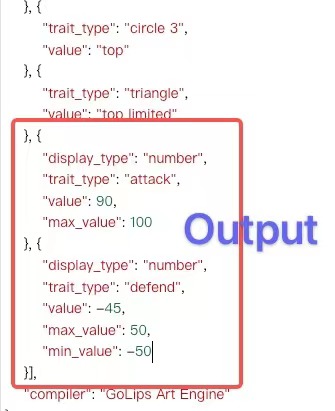 }, {
"trait_type": "circle 3",
"value": "top"
}, {
"trait_type": "triangle",
"value": "top limited"
}, {
"display_type": "number",
"trait_type": "attack",
"value": 90,
"max_value": 100
}, {
"display_type": "number",
"trait_type": "defend",
"value": −45,
"max_value": 50,
"min_value": −50
}],
"compiler": "GoLips Art Engine"
Output